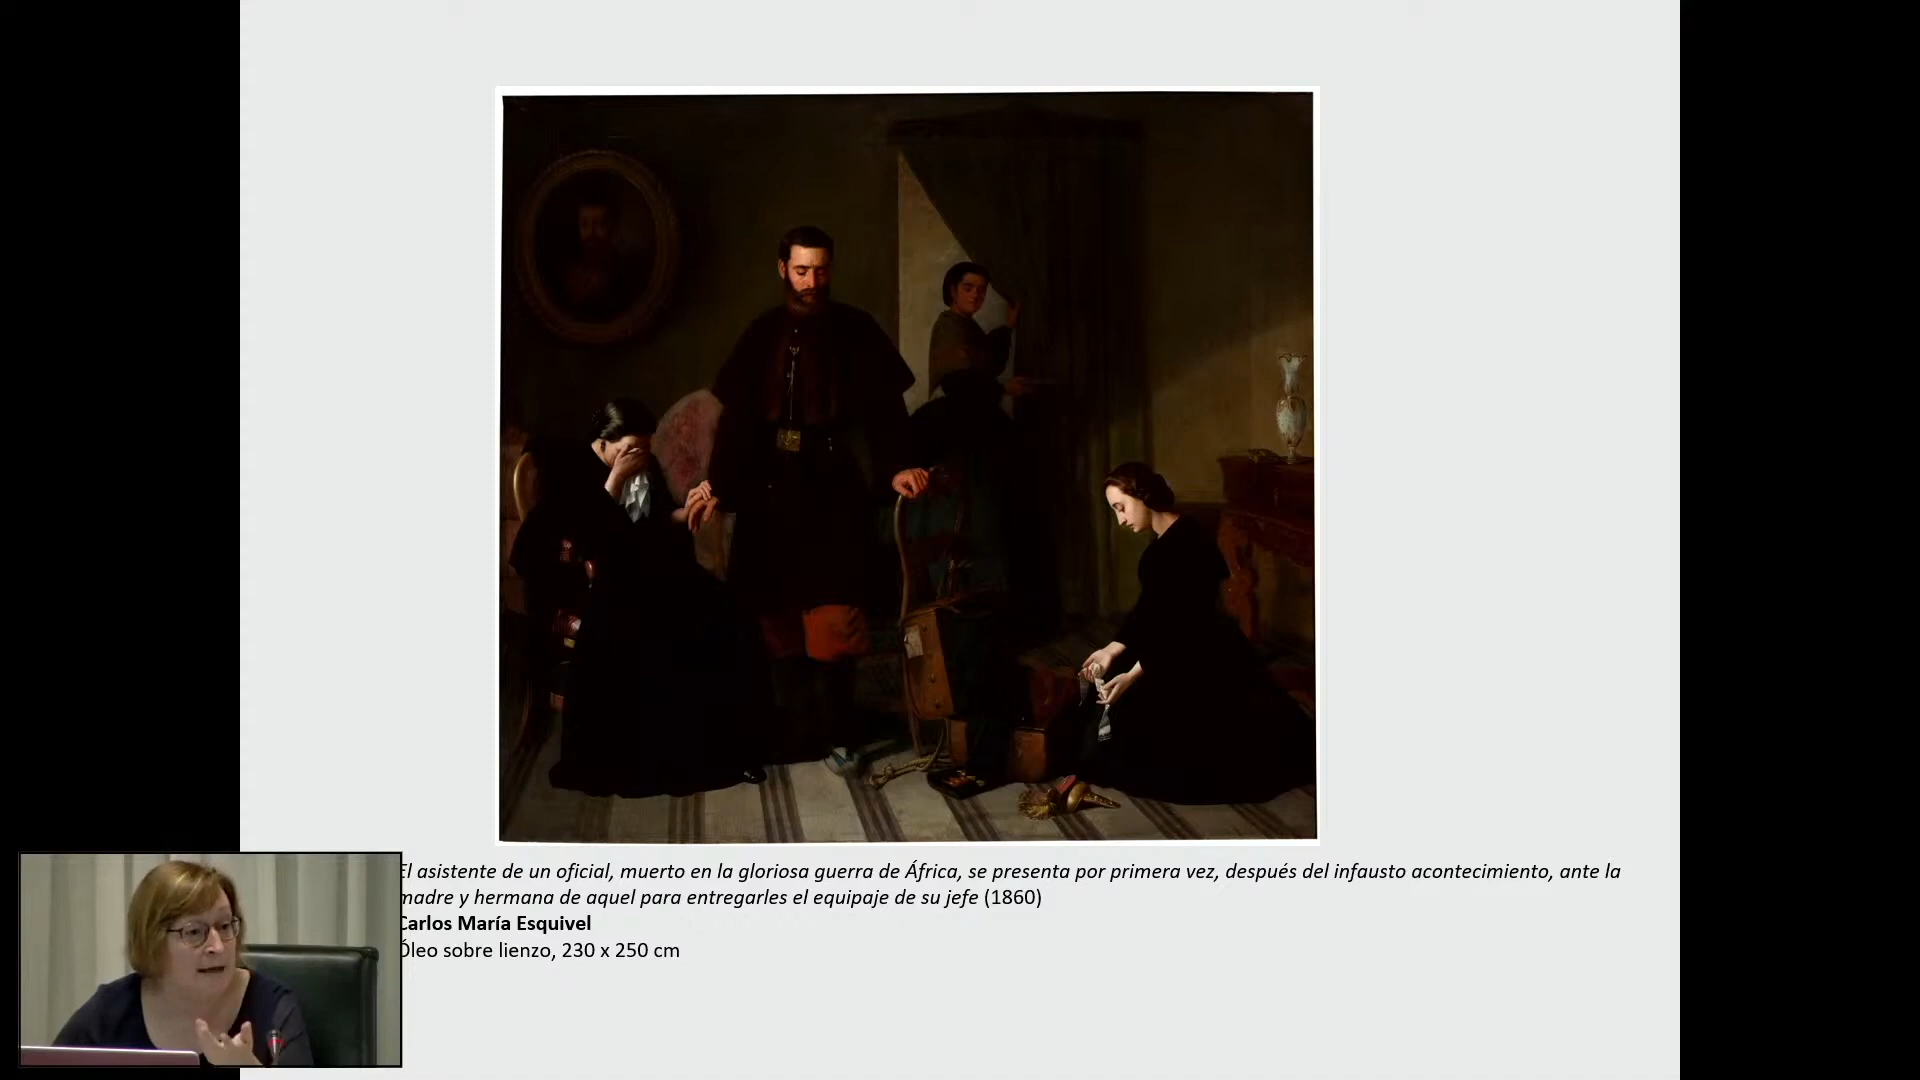 El asistente de un oficial, muerto en la gloriosa guerra de África, se presenta por primera vez, después del infausto acontecimiento, ante la
madre y hermana de aquel para entregarles el equipaje de su jefe (1860)
Carlos María Esquivel
Óleo sobre lienzo, 230 x 250 cm